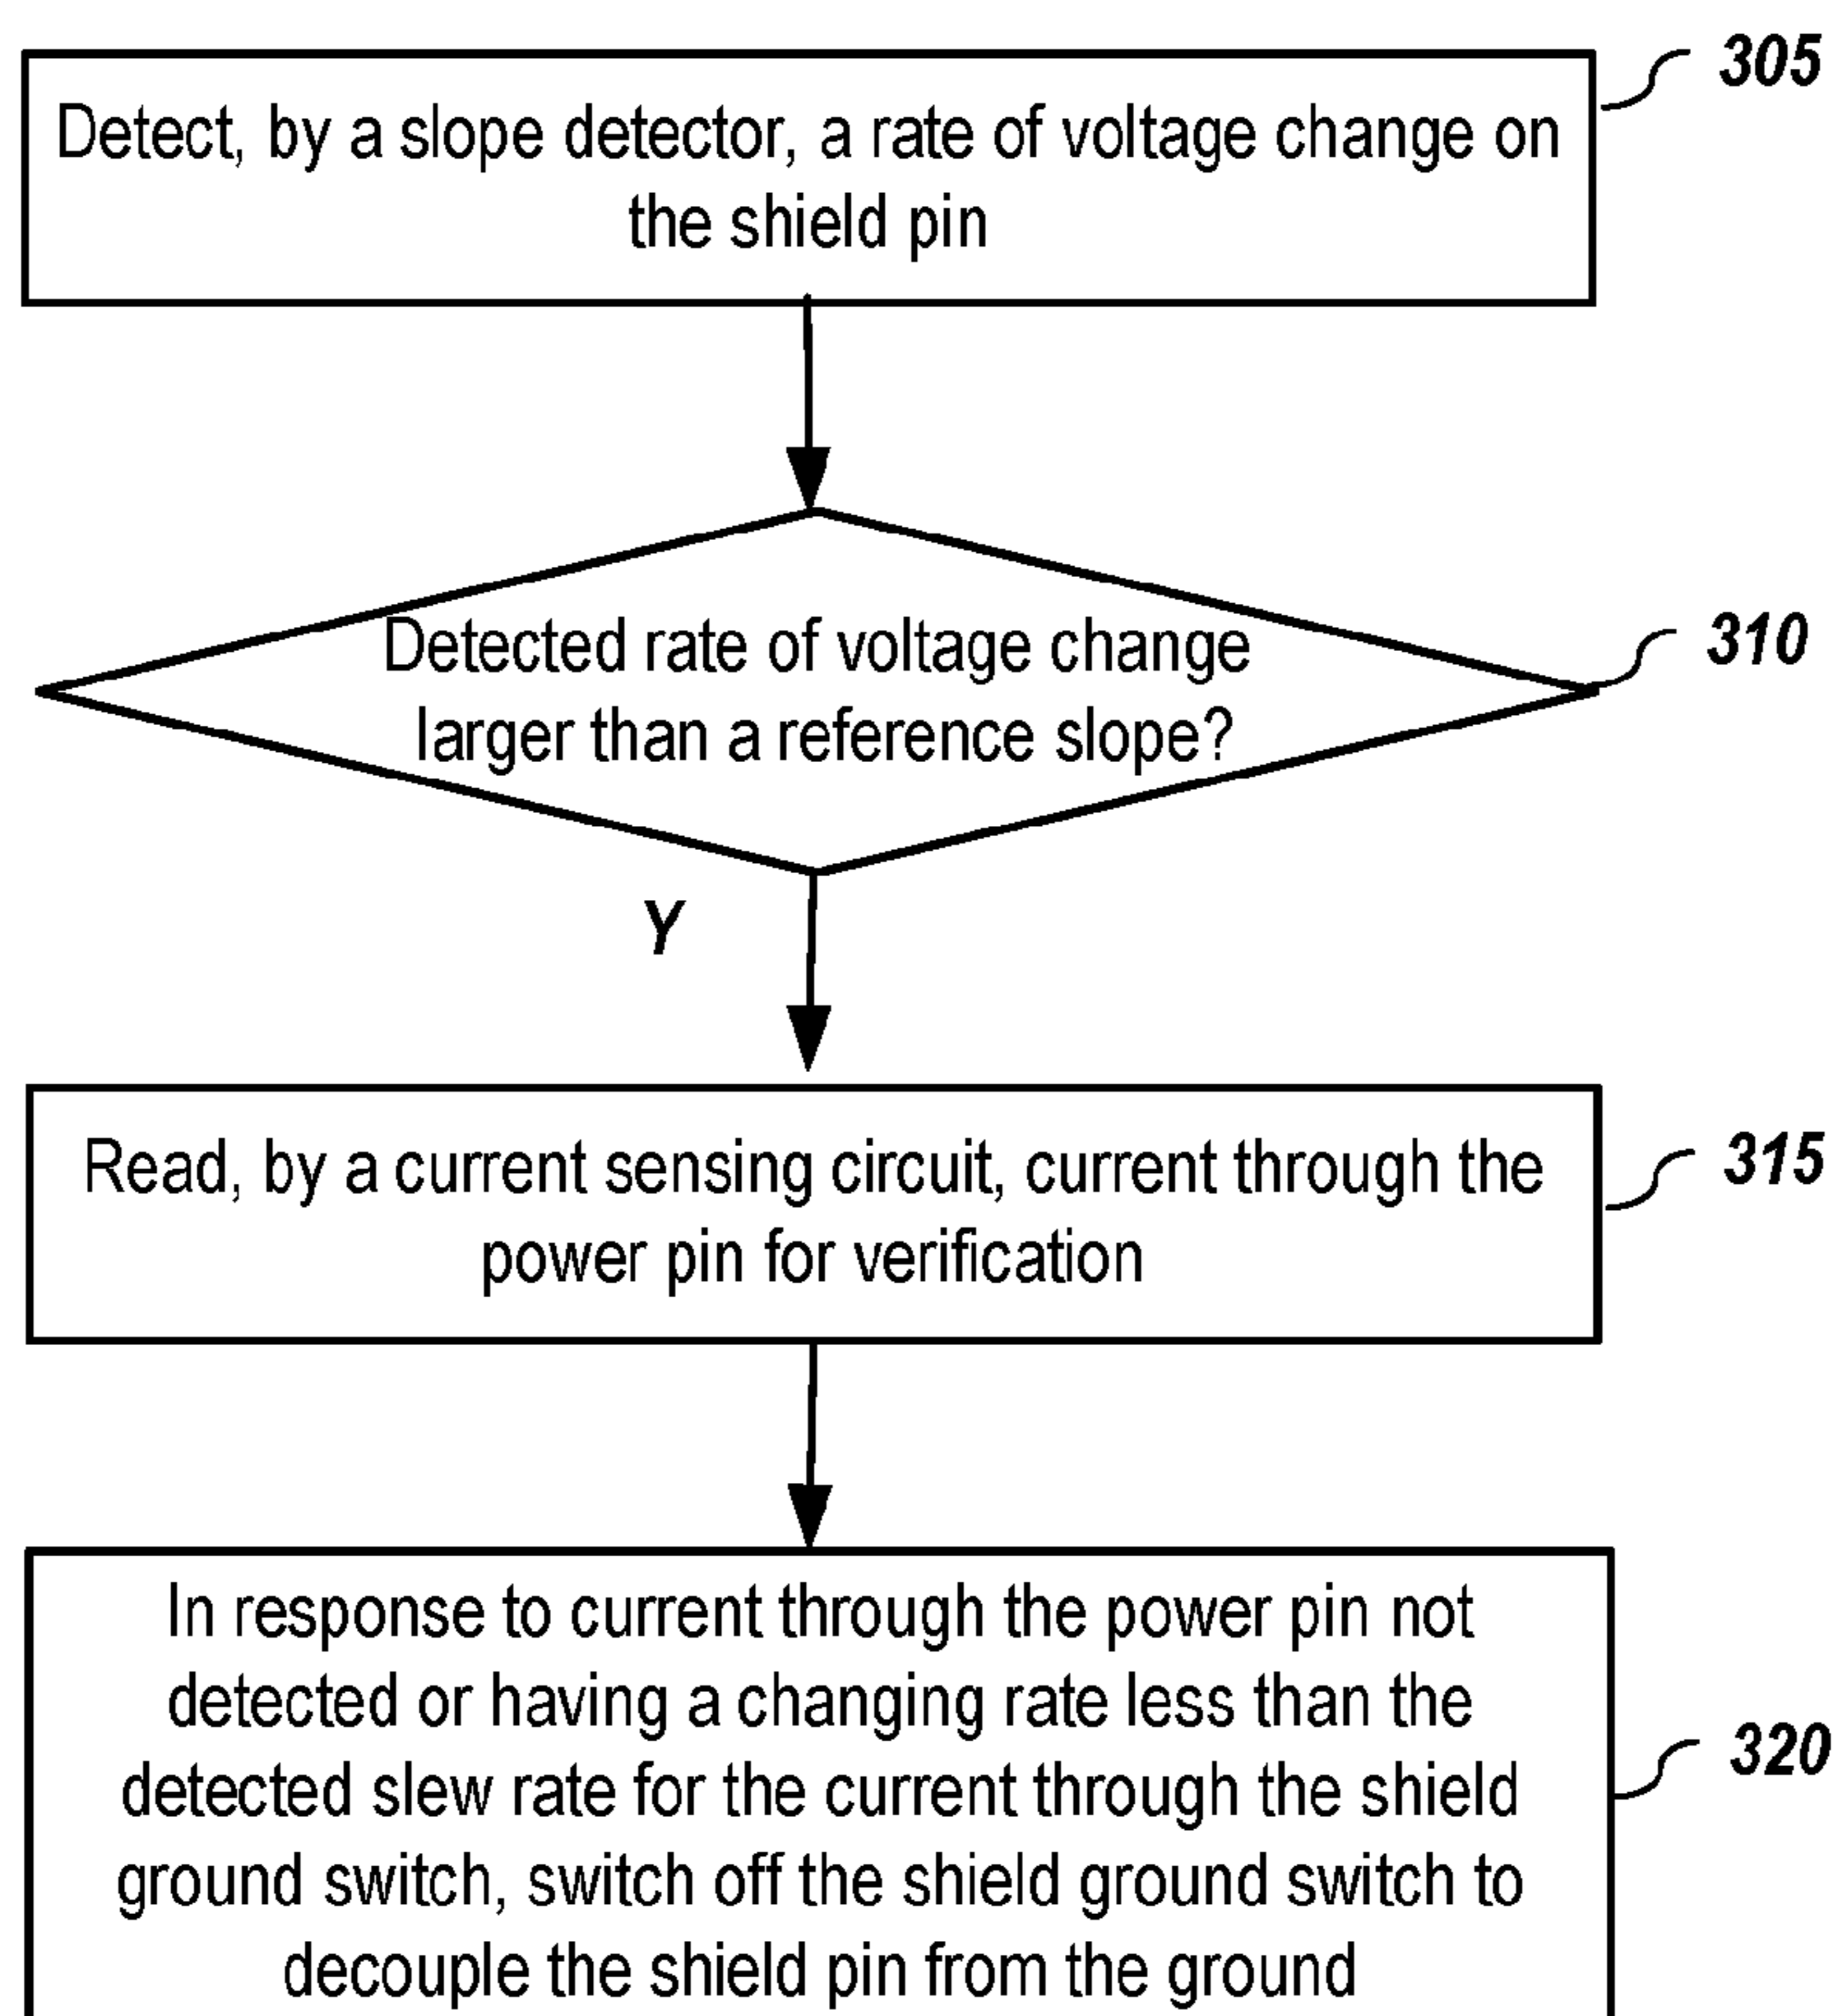 305
Detect, by a slope detector, a rate of voltage change on
the shield pin
310
Detected rate of voltage change
larger than a reference slope?
Y
315
Read, by a current sensing circuit, current through the
power pin for verification
In response to current through the power pin not
detected or having a changing rate less than the
320
detected slew rate for the current through the shield
ground switch, switch off the shield ground switch to
decouple the shield pin from the ground